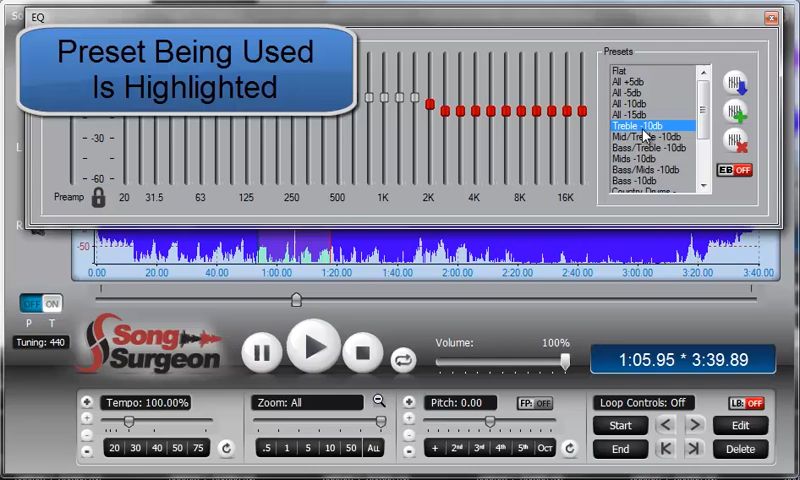 EQ
Preset Being Used
Is Highlighted
Presets
Flat
All +5db
All -5db
All -10db
All -15db
Treble -10db
Mid/Treble -10db
Bass/Treble -10db
Mids -10db
Bass/Mids -10db
Bass -10db
Country Drums -
-30
-60
EB OFF
Preamp 20 31.5 63 125 250 500 1K 2K 4K 8K 16K
-50
0.00 20.00 40.00 1:00.00 1:20.00 1:40.00 2:00.00 2:20.00 2:40.00 3:00.00 3:20.00 3:40.00
OFF ON
P T
Tuning: 440
Song
Surgeon
Volume: 100%
1:05.95 * 3:39.89
Tempo: 100.00%
20 30 40 50 75
Zoom: All
.5 1 5 10 50 ALL
Pitch: 0.00
FP: OFF
+ 2nd 3rd 4th 5th Oct
Loop Controls: Off
LB: OFF
Start
Edit
End
Delete